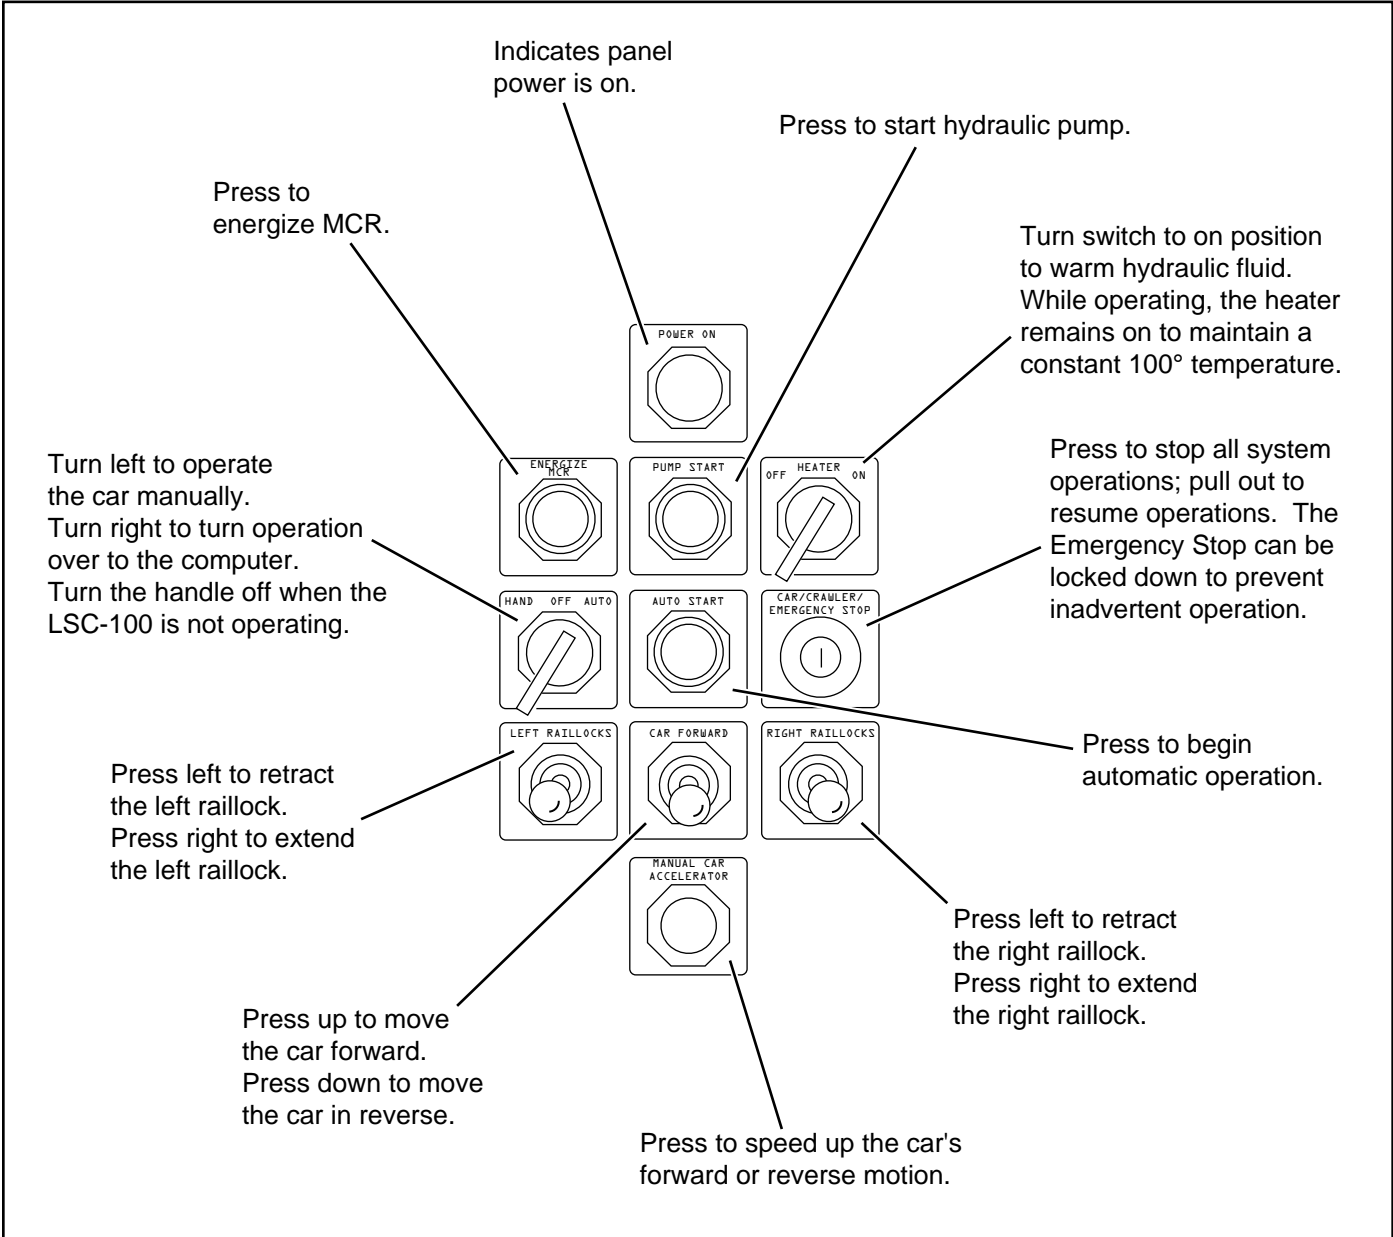 Indicates panel
power is on.
Press to start hydraulic pump.
Press to
energize MCR.
Turn switch to on position
to warm hydraulic fluid.
While operating, the heater
remains on to maintain a
constant 100° temperature.
POWER ON
Turn left to operate
the car manually.
Turn right to turn operation
over to the computer.
Turn the handle off when the
LSC-100 is not operating.
ENERGIZE
MCR
PUMP START
HEATER
OFF ON
Press to stop all system
operations; pull out to
resume operations.  The
Emergency Stop can be
locked down to prevent
inadvertent operation.
HAND OFF AUTO
AUTO START
CAR/CRAWLER/
EMERGENCY STOP
LEFT RAILLOCKS
CAR FORWARD
RIGHT RAILLOCKS
Press to begin
automatic operation.
Press left to retract
the left raillock.
Press right to extend
the left raillock.
MANUAL CAR
ACCELERATOR
Press left to retract
the right raillock.
Press right to extend
the right raillock.
Press up to move
the car forward.
Press down to move
the car in reverse.
Press to speed up the car's
forward or reverse motion.